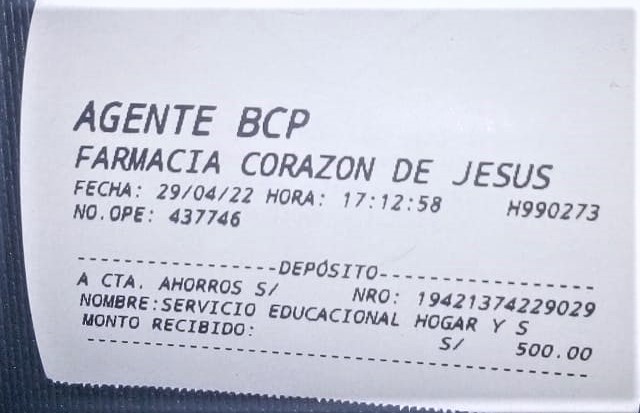 AGENTE BCP
FARMACIA CORAZON DE JESUS
FECHA: 29/04/22 HORA: 17:12:58 H990273
NO.OPE: 437746
-----------------DEPÓSITO-----------------
A CTA. AHORROS S/ NRO: 19421374229029
NOMBRE:SERVICIO EDUCACIONAL HOGAR Y S
MONTO RECIBIDO: S/ 500.00
------------------------------------------